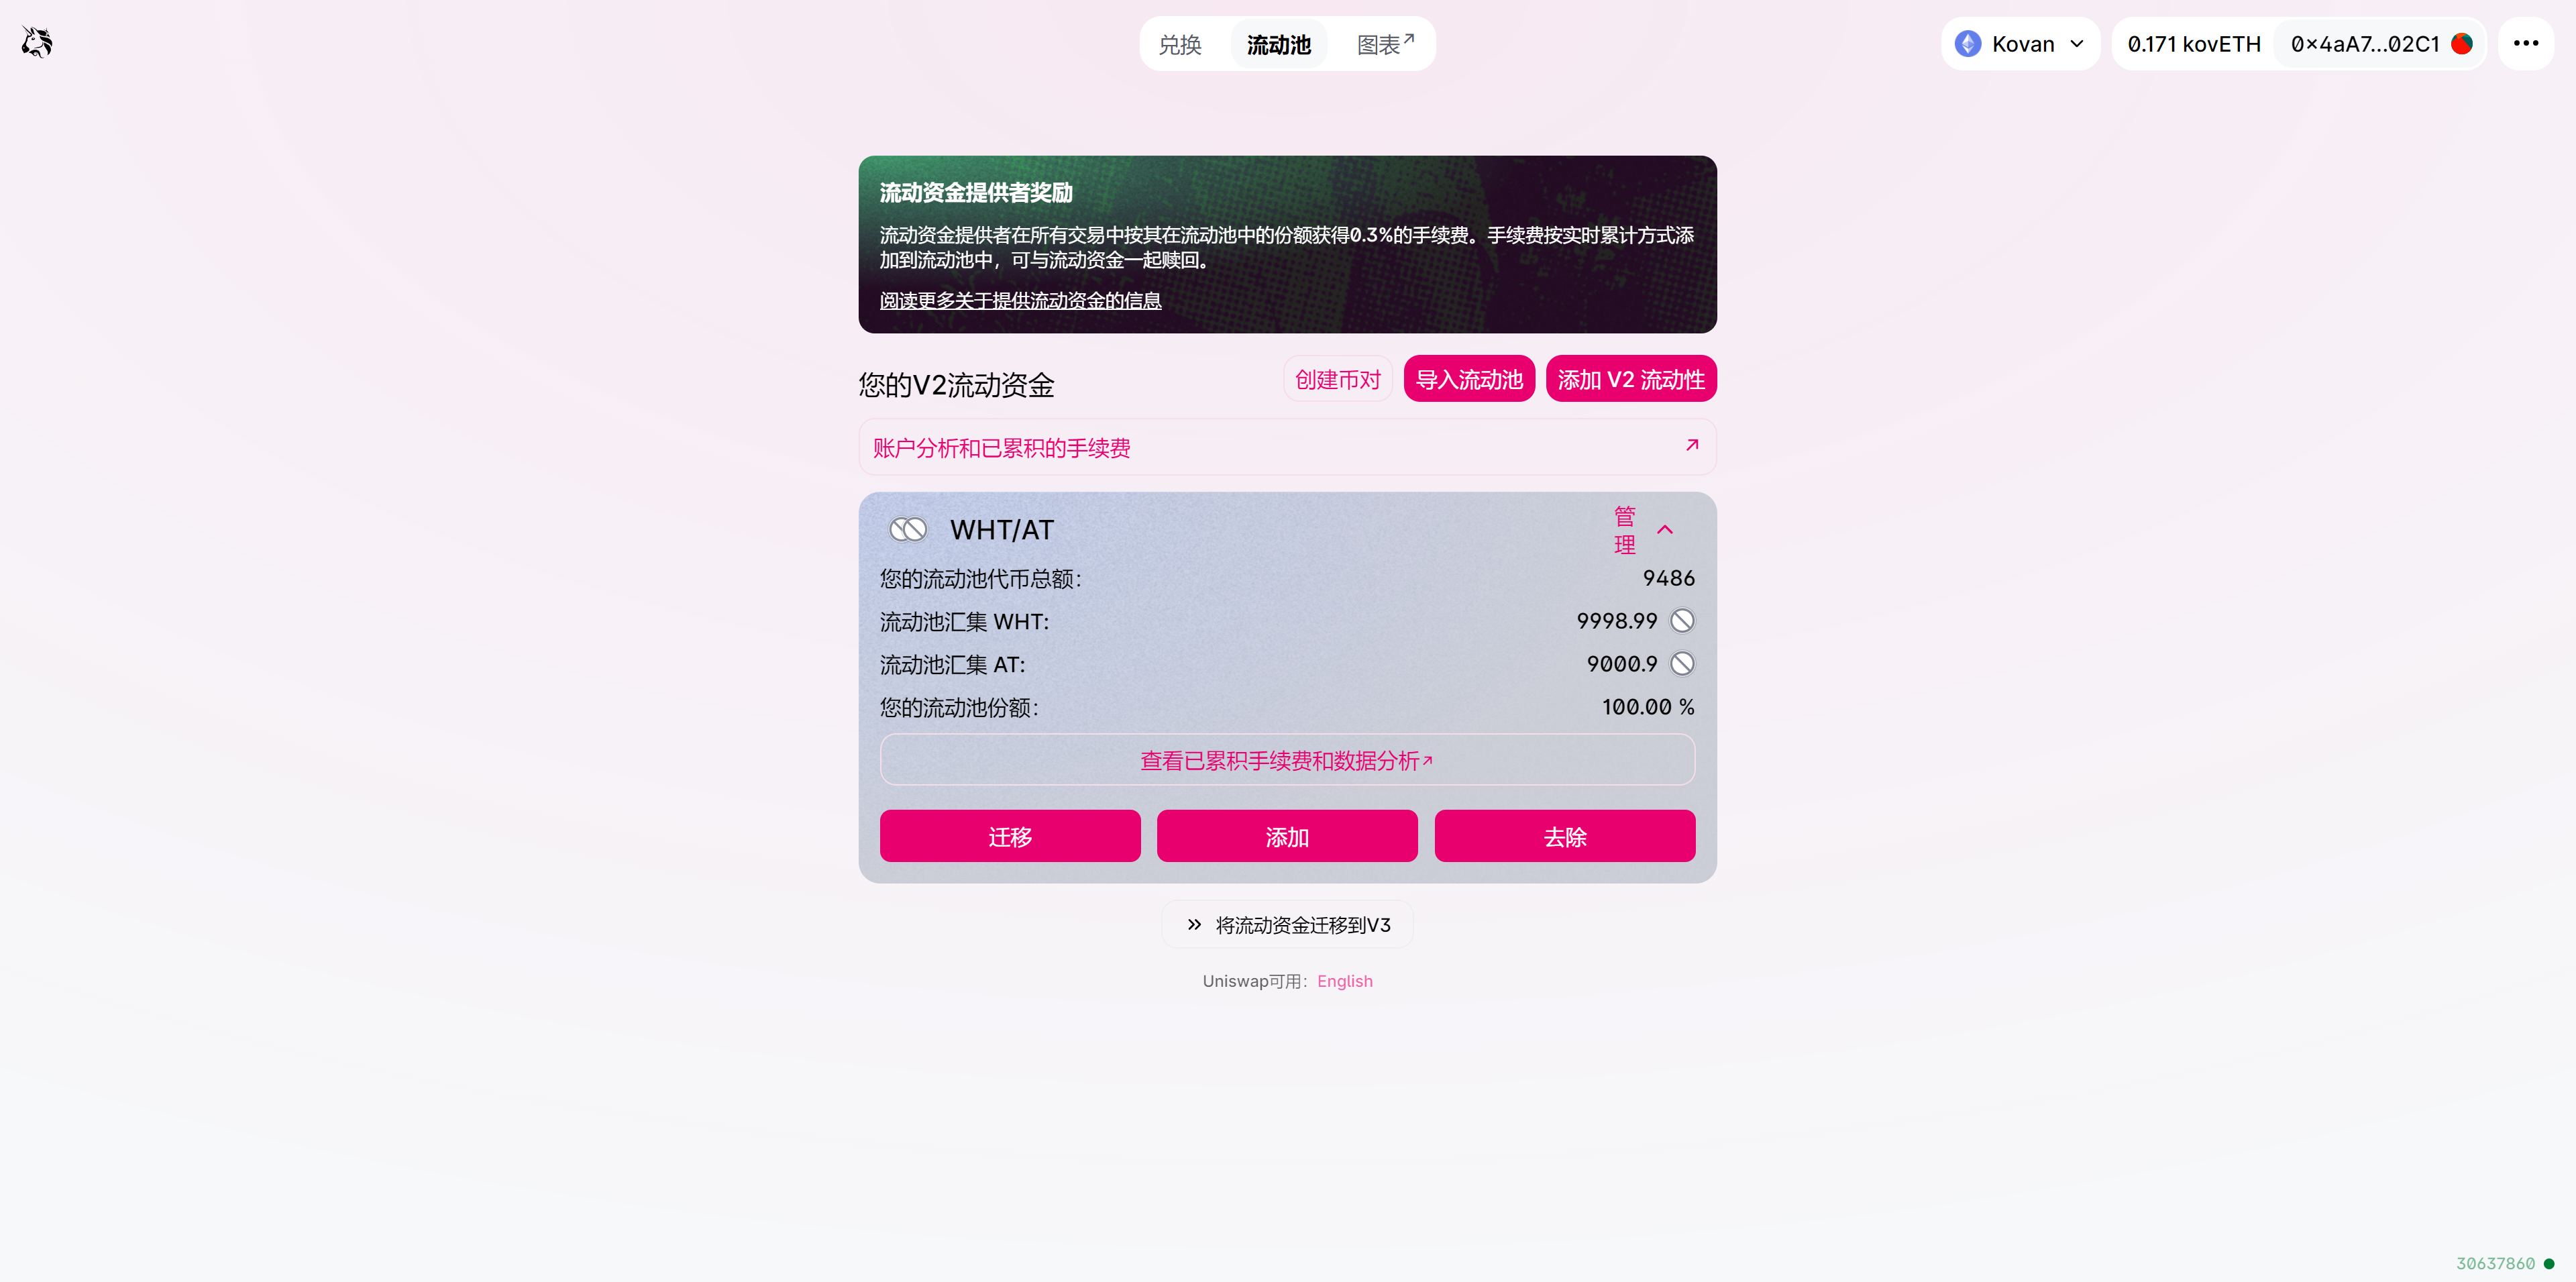 兑换 流动池 图表↗ Kovan 0.171 kovETH 0×4aA7...02C1
流动资金提供者奖励
流动资金提供者在所有交易中按其在流动池中的份额获得0.3%的手续费。手续费按实时累计方式添
加到流动池中，可与流动资金一起赎回。
阅读更多关于提供流动资金的信息
您的V2流动资金 创建币对 导入流动池 添加 V2 流动性
账户分析和已累积的手续费 ↗
WHT/AT 管
理
您的流动池代币总额： 9486
流动池汇集 WHT: 9998.99
流动池汇集 AT: 9000.9
您的流动池份额： 100.00 %
查看已累积手续费和数据分析↗
迁移 添加 去除
将流动资金迁移到V3
Uniswap可用：English
30637860